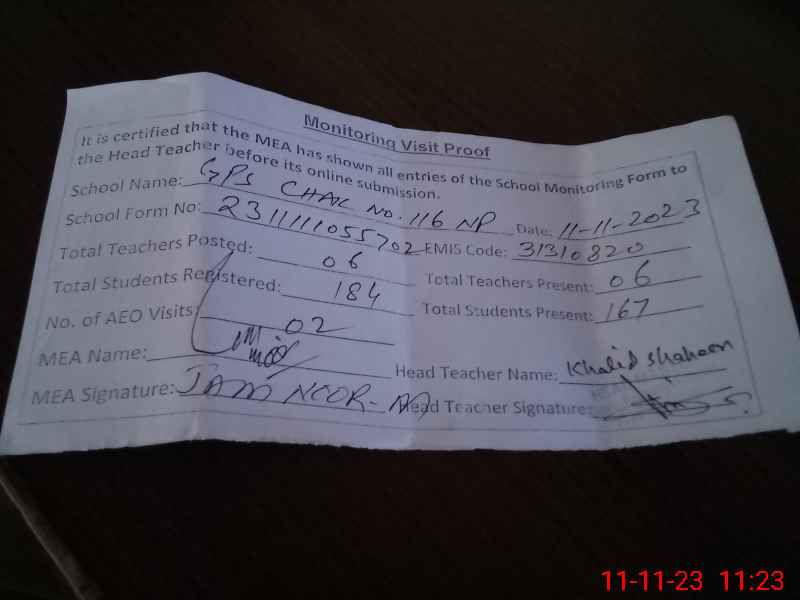 Monitoring Visit Proof
It is certified that the MEA has shown all entries of the School Monitoring Form to
the Head Teacher before its online submission.
School Name: GPS CHAK No. 116 NP Date: 11-11-2023
School Form No: 231111105 5702 EMIS Code: 31310820
Total Teachers Posted: 06 Total Teachers Present: 06
Total Students Registered: 184 Total Students Present: 167
No. of AEO Visits: 02
MEA Name: Head Teacher Name: Khalid Shaheen
MEA Signature: JAM NOOR- Head Teacher Signature:
11-11-23 11:23